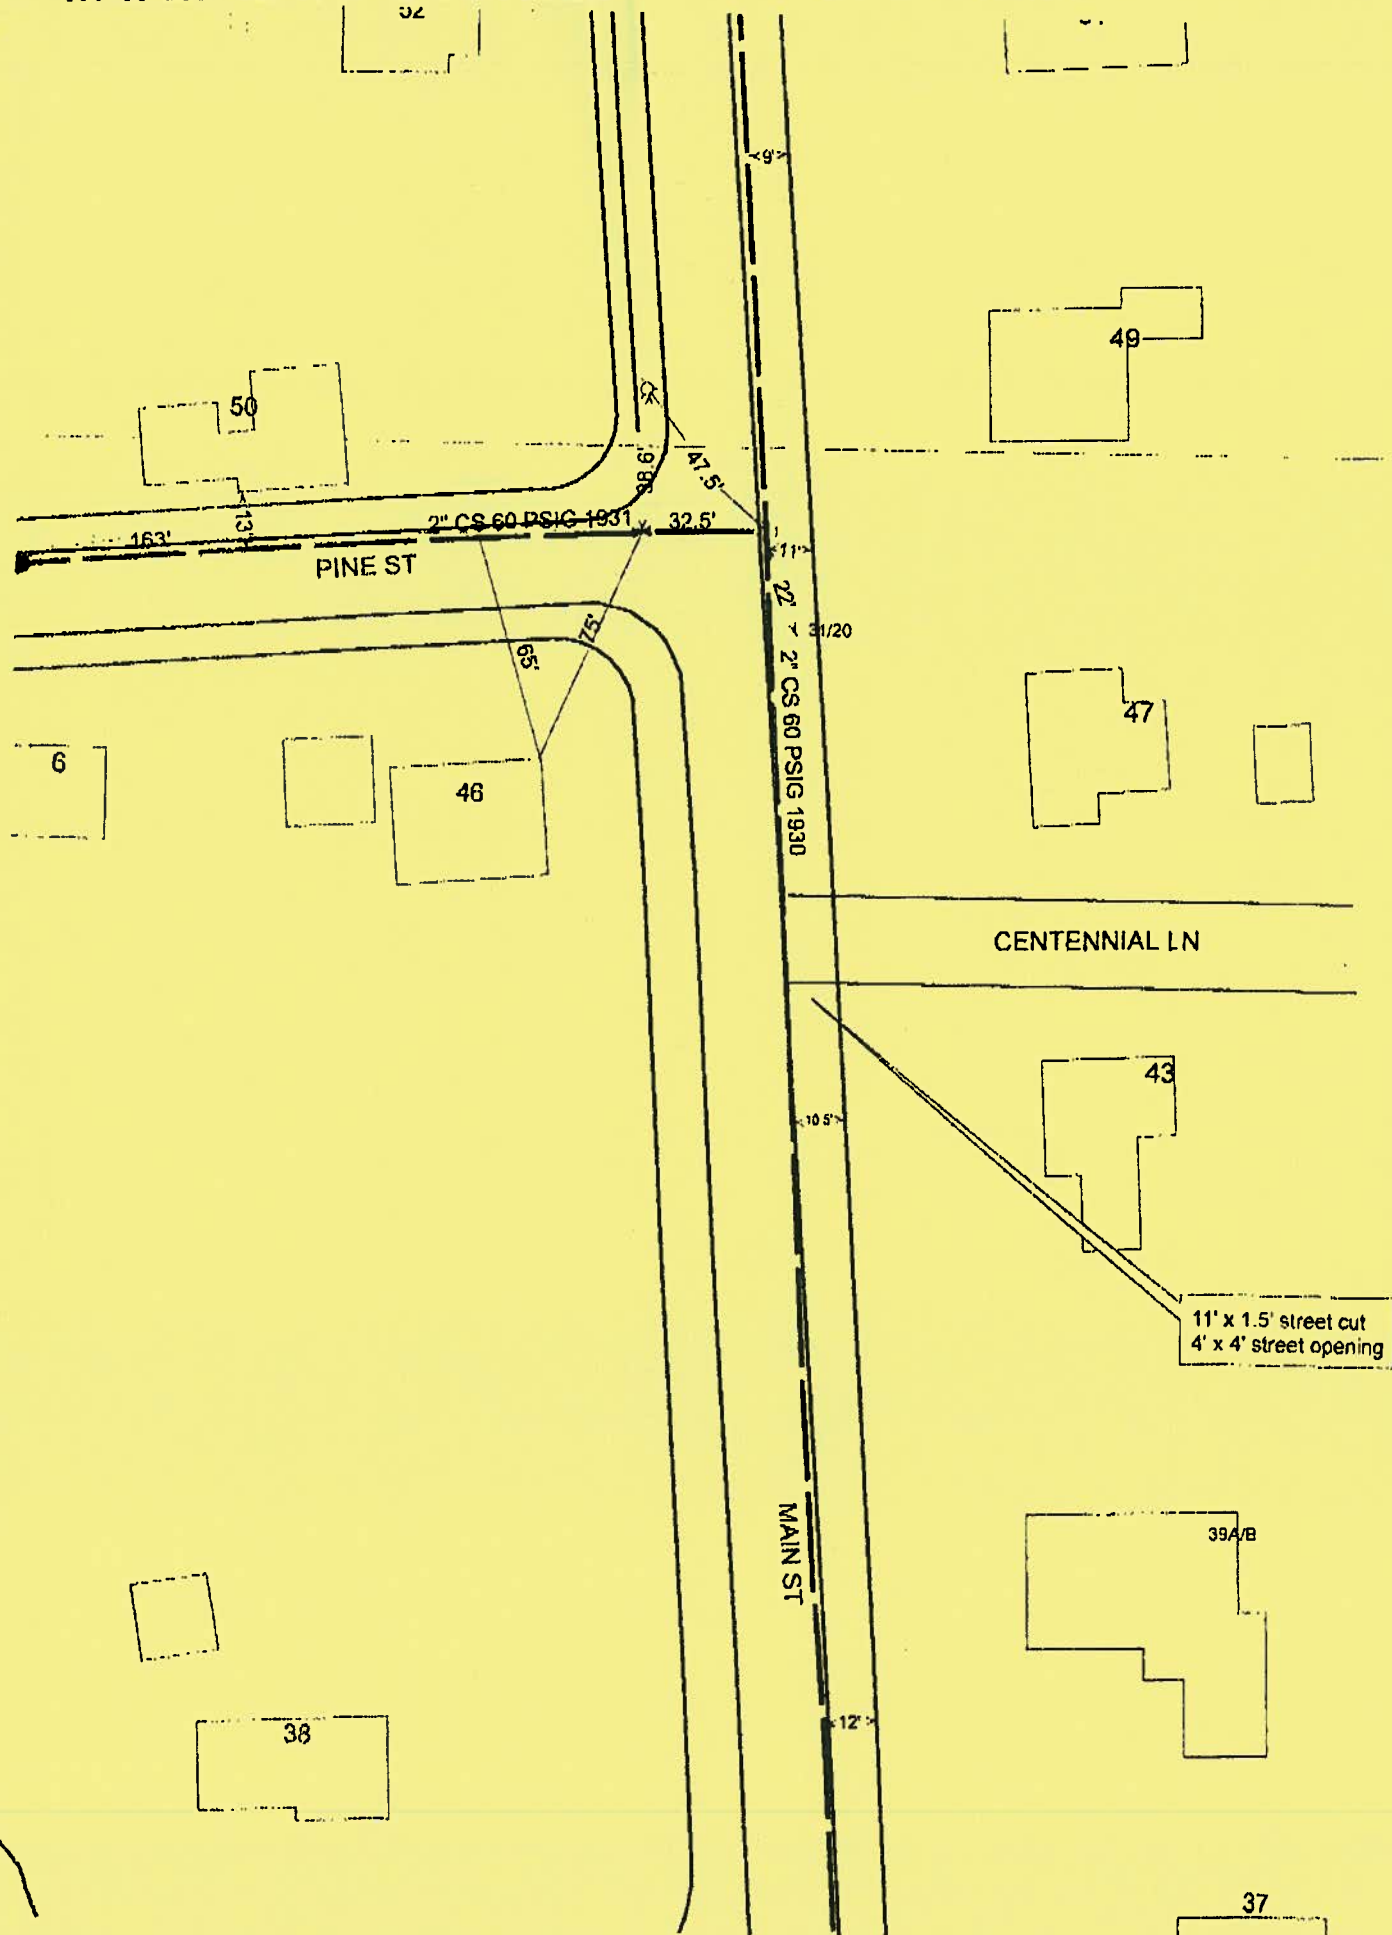 52
9'
49
50
38.6'
47.5'
13'
163'
2" CS 60 PSIG 1931
32.5'
PINE ST
11'
22'
31/20
75'
65'
2" CS 60 PSIG 1930
47
6
46
CENTENNIAL LN
43
10.5'
11' x 1.5' street cut
4' x 4' street opening
MAIN ST
39A/B
38
12'
37